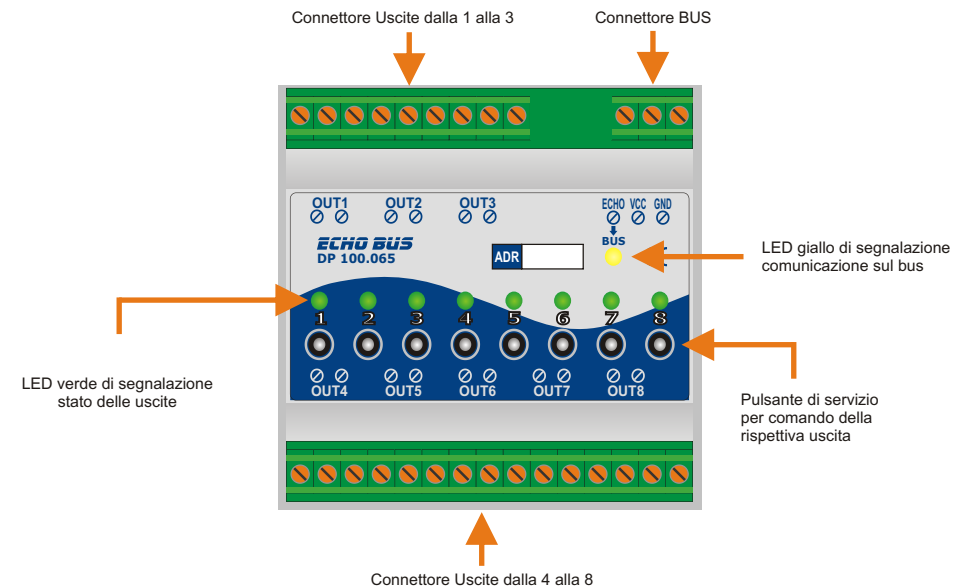 Connettore Uscite dalla 1 alla 3
Connettore BUS
OUT1 OUT2 OUT3 ECHO VCC GND
ECHO BUS
DP 100.065
ADR
BUS
LED giallo di segnalazione
comunicazione sul bus
1 2 3 4 5 6 7 8
LED verde di segnalazione
stato delle uscite
OUT4 OUT5 OUT6 OUT7 OUT8
Pulsante di servizio
per comando della
rispettiva uscita
Connettore Uscite dalla 4 alla 8